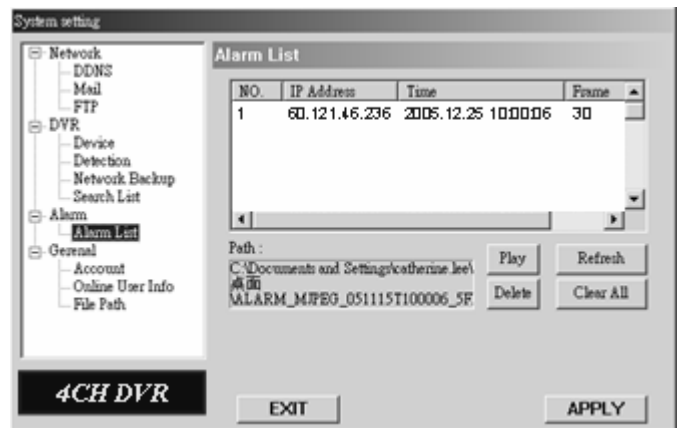 System setting
Network
DDNS
Mail
FTP
DVR
Device
Detection
Network Backup
Search List
Alarm
Alarm List
Gerenal
Account
Online User Info
File Path
4CH DVR
Alarm List
NO. IP Address Time Frame
1 60.121.46.236 2005.12.25 10:00:06 30
Path :
C:\Documents and Settings\catherine.lee\
桌面
\ALARM_MJPEG_051115T100006_5F
Play
Refresh
Delete
Clear All
EXIT
APPLY